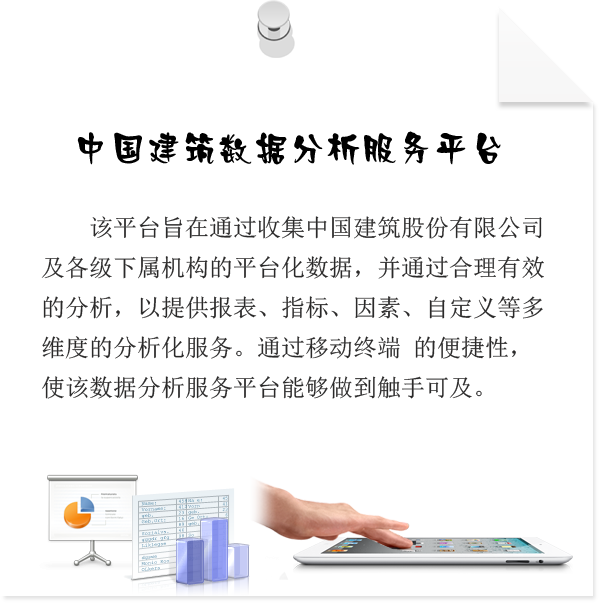 中国建筑数据分析服务平台
该平台旨在通过收集中国建筑股份有限公司
及各级下属机构的平台化数据，并通过合理有效
的分析，以提供报表、指标、因素、自定义等多
维度的分析化服务。通过移动终端 的便捷性，
使该数据分析服务平台能够做到触手可及。